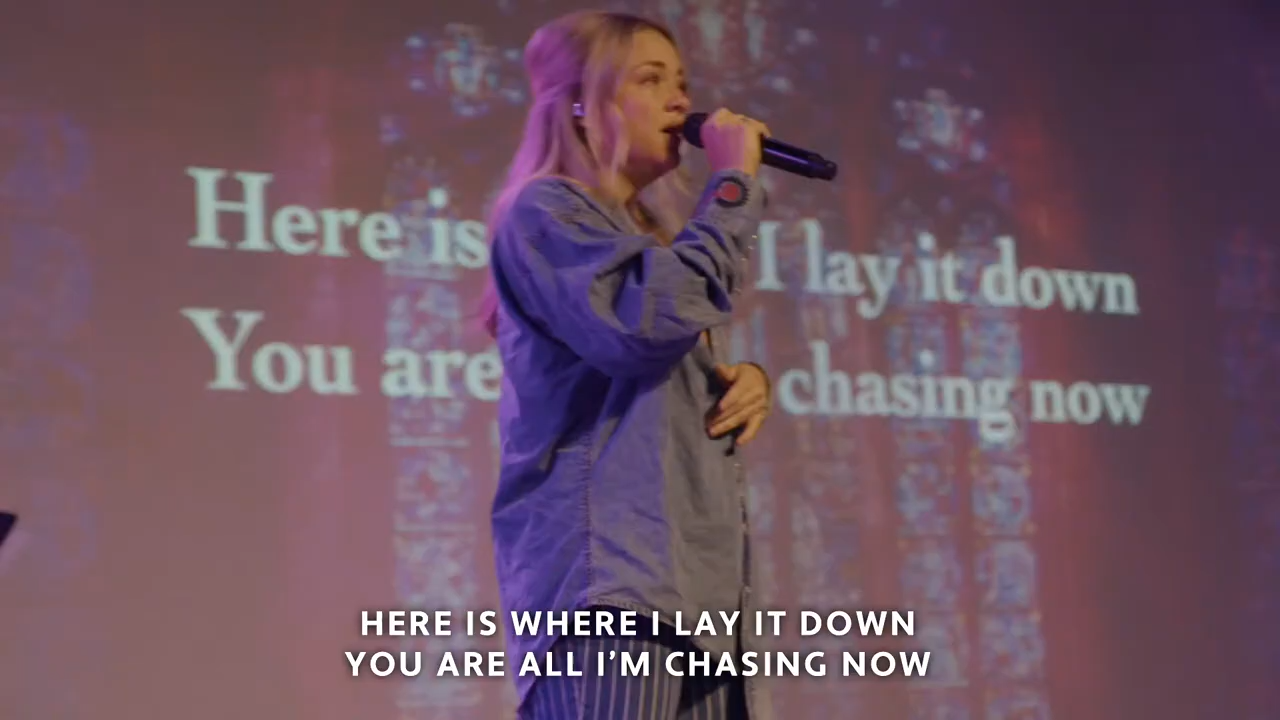 Here is I lay it down
You are chasing now
HERE IS WHERE I LAY IT DOWN
YOU ARE ALL I'M CHASING NOW